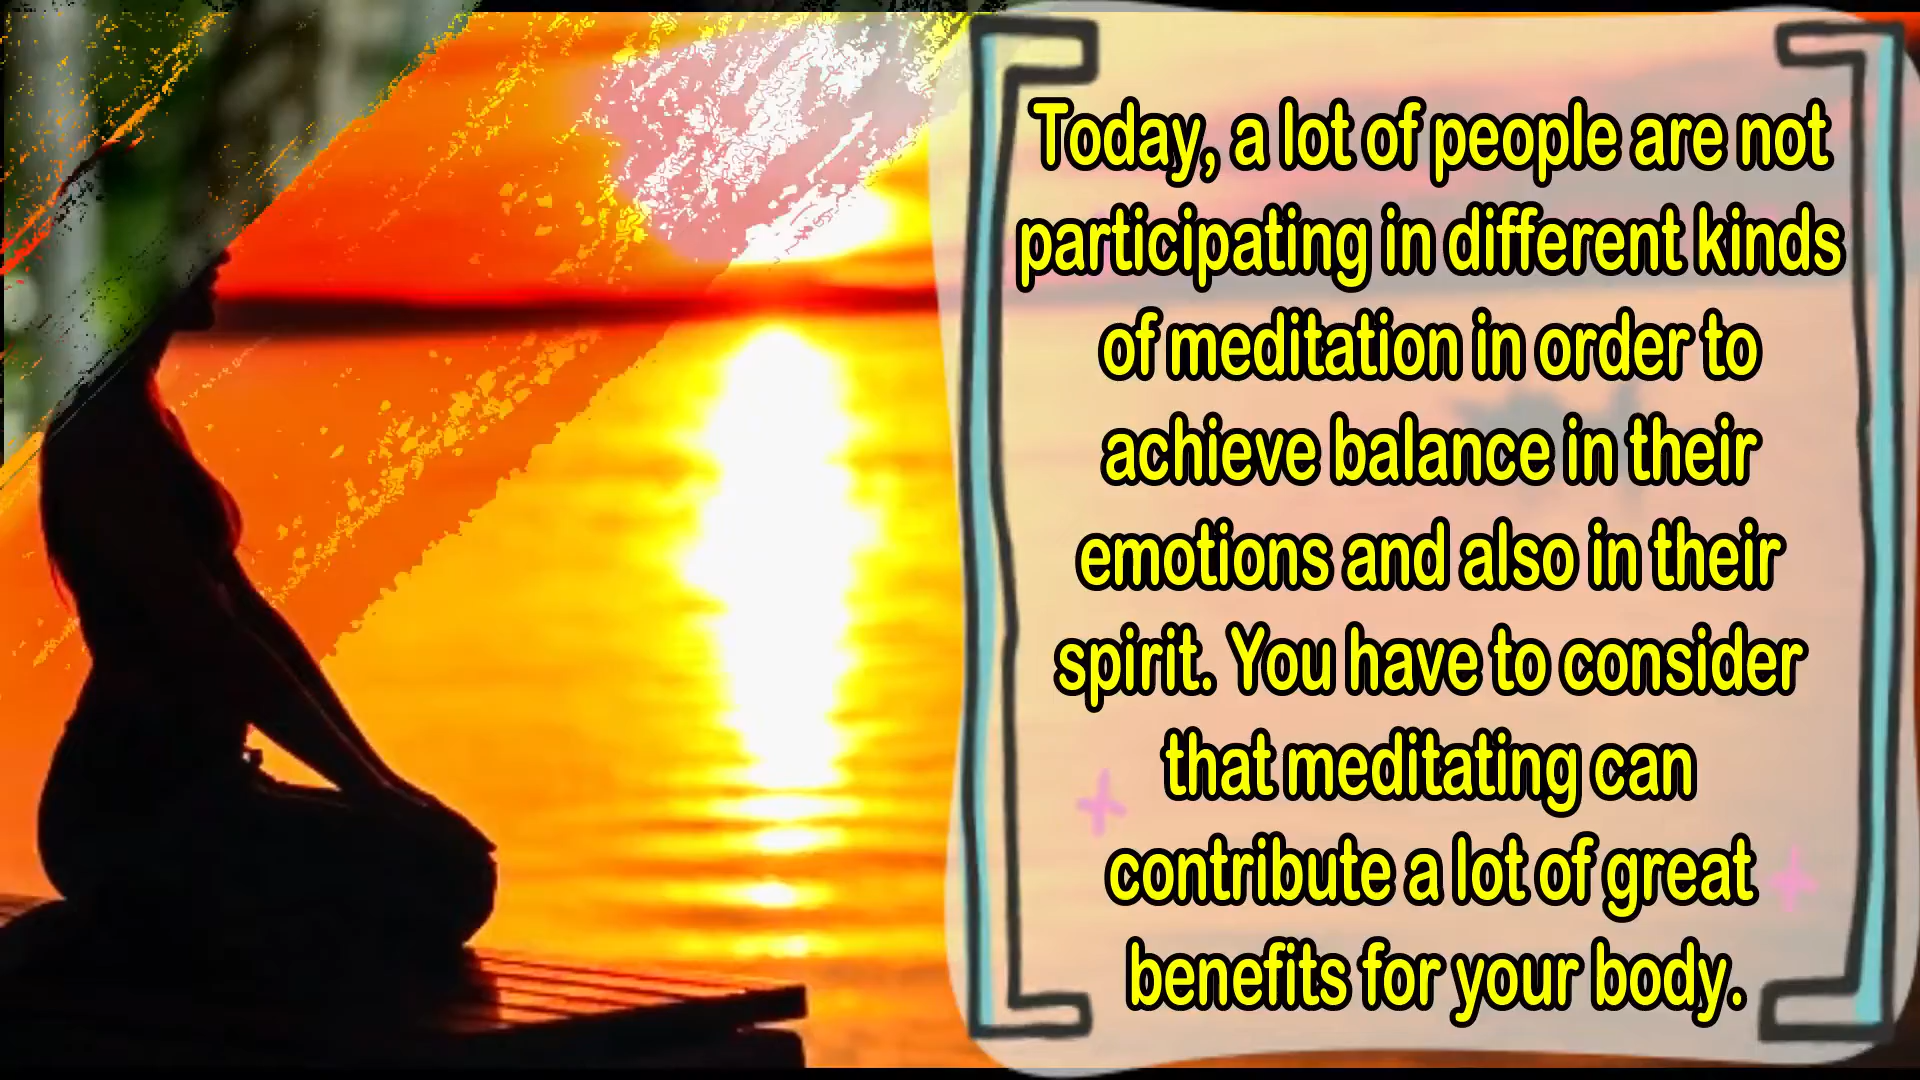 Today, a lot of people are not
participating in different kinds
of meditation in order to
achieve balance in their
emotions and also in their
spirit. You have to consider
that meditating can
contribute a lot of great
benefits for your body.